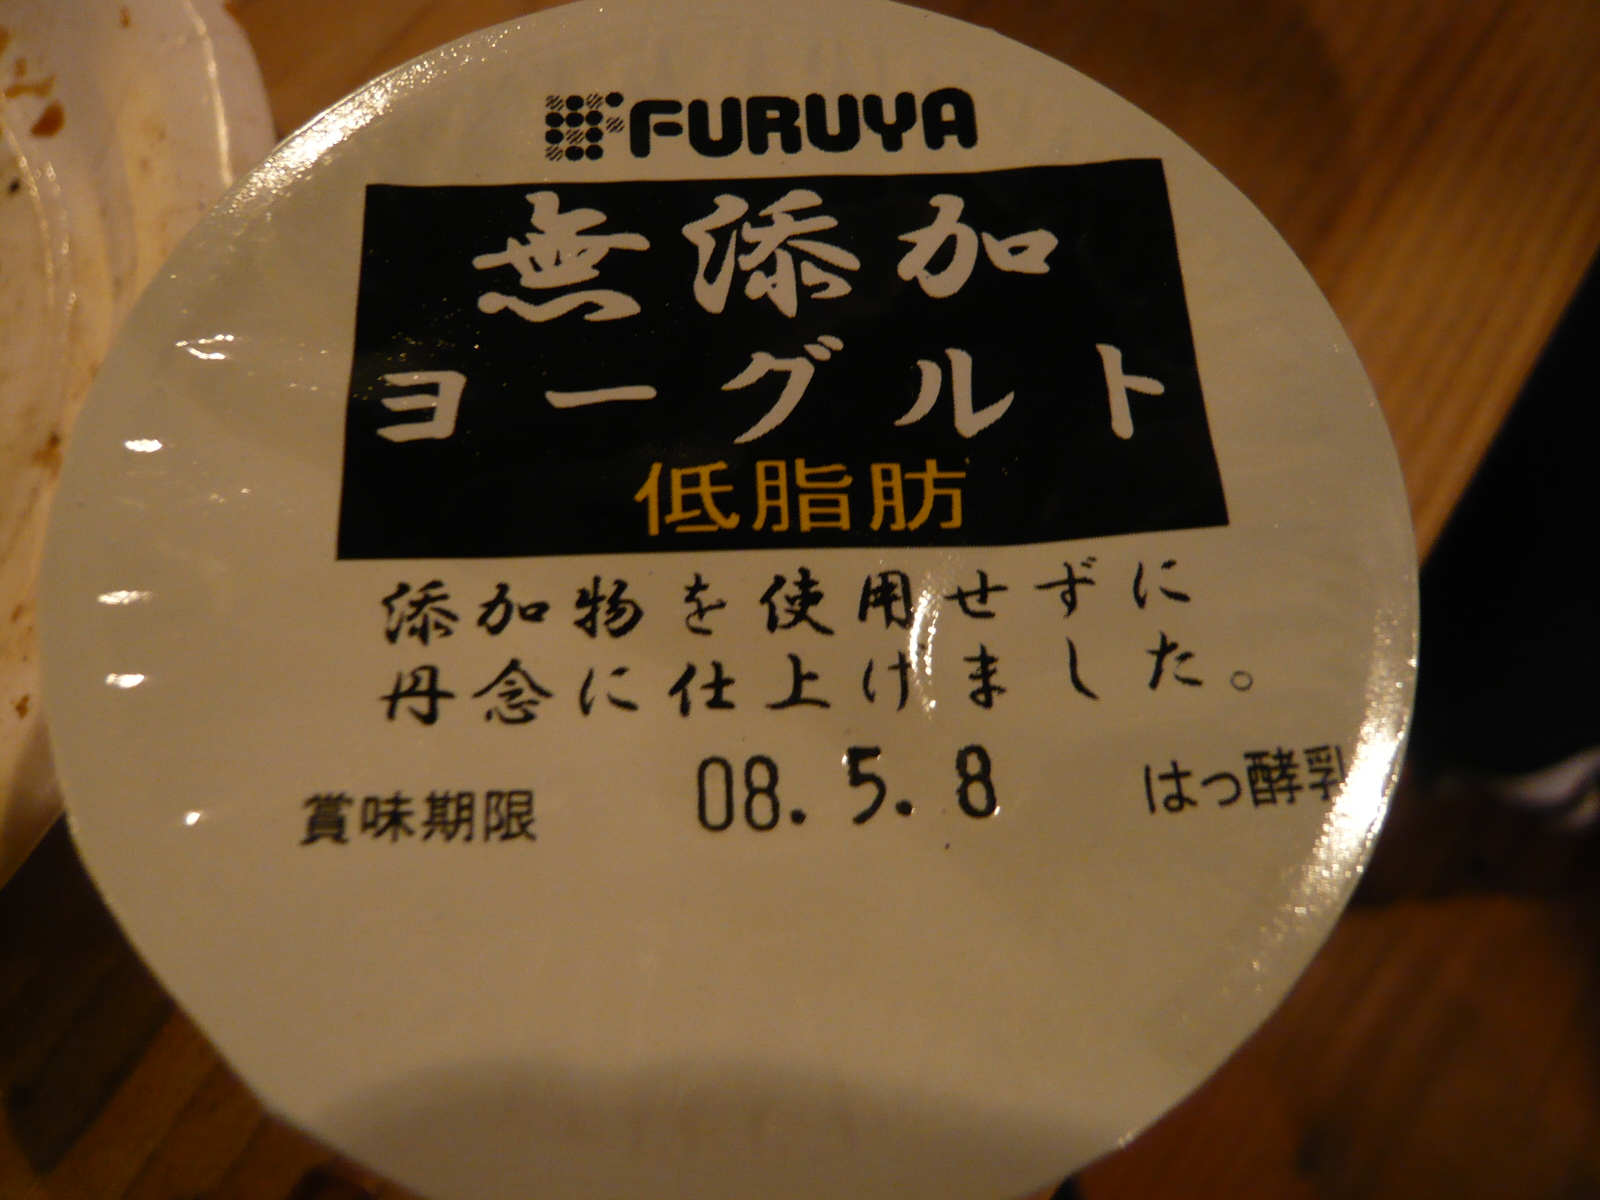 FURUYA
無添加
ヨーグルト
低脂肪
添加物を使用せずに
丹念に仕上げました。
賞味期限 08.5.8 はっ酵乳